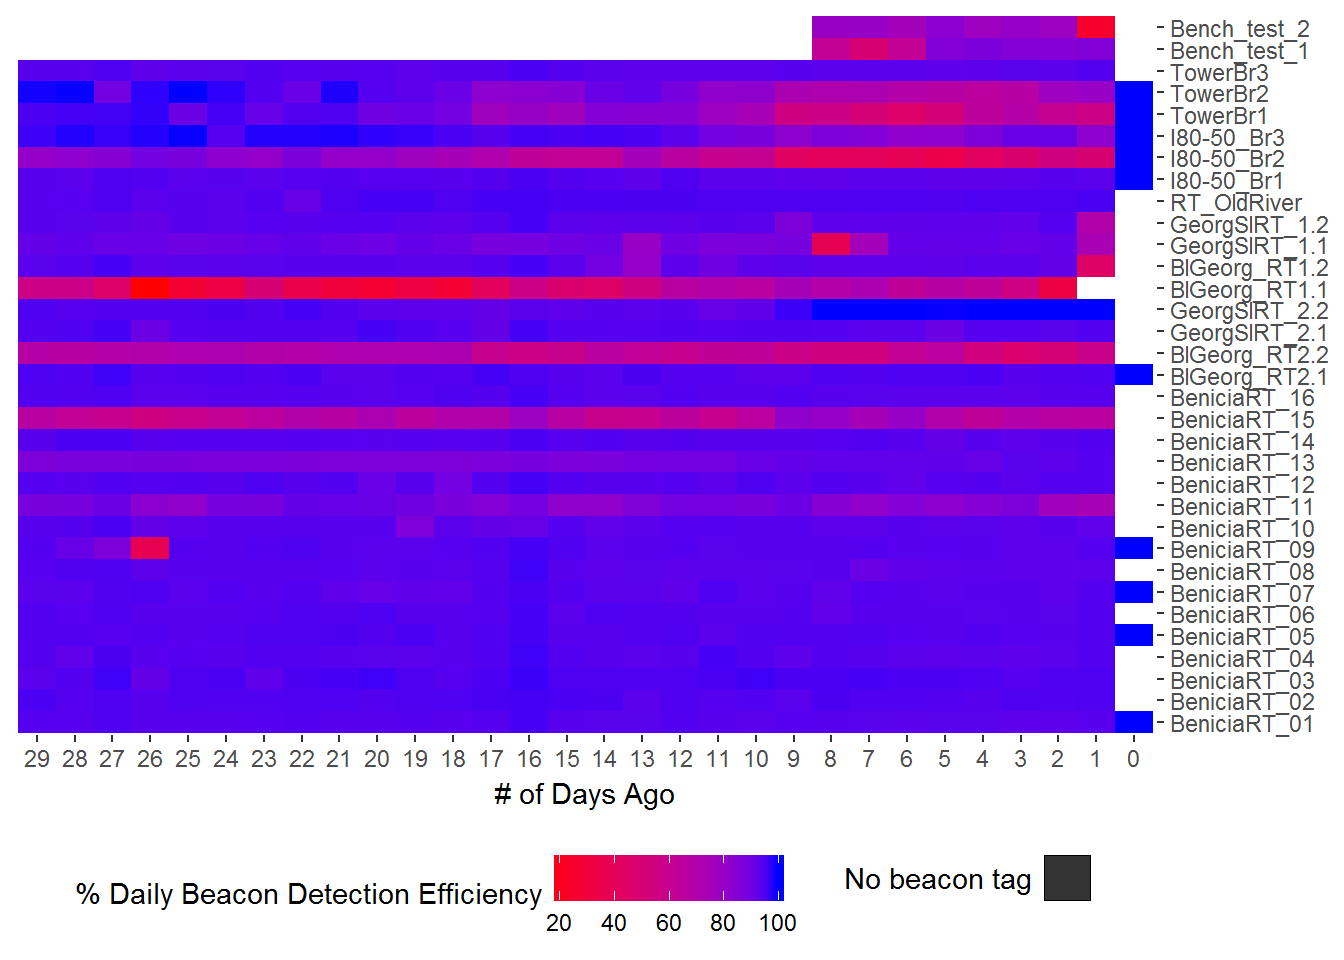 Bench_test_2
Bench_test_1
TowerBr3
TowerBr2
TowerBr1
I80-50_Br3
I80-50_Br2
I80-50_Br1
RT_OldRiver
GeorgSlRT_1.2
GeorgSlRT_1.1
BlGeorg_RT1.2
BlGeorg_RT1.1
GeorgSlRT_2.2
GeorgSlRT_2.1
BlGeorg_RT2.2
BlGeorg_RT2.1
BeniciaRT_16
BeniciaRT_15
BeniciaRT_14
BeniciaRT_13
BeniciaRT_12
BeniciaRT_11
BeniciaRT_10
BeniciaRT_09
BeniciaRT_08
BeniciaRT_07
BeniciaRT_06
BeniciaRT_05
BeniciaRT_04
BeniciaRT_03
BeniciaRT_02
BeniciaRT_01
29 28 27 26 25 24 23 22 21 20 19 18 17 16 15 14 13 12 11 10 9 8 7 6 5 4 3 2 1 0
# of Days Ago
% Daily Beacon Detection Efficiency
20 40 60 80 100
No beacon tag